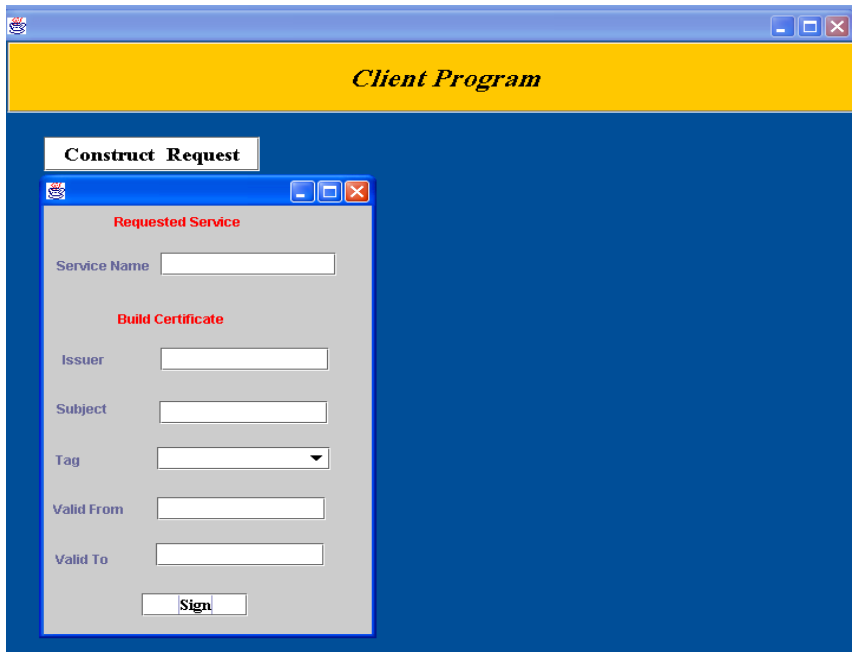 Client Program
Construct Request
Requested Service
Service Name
Build Certificate
Issuer
Subject
Tag
Valid From
Valid To
Sign